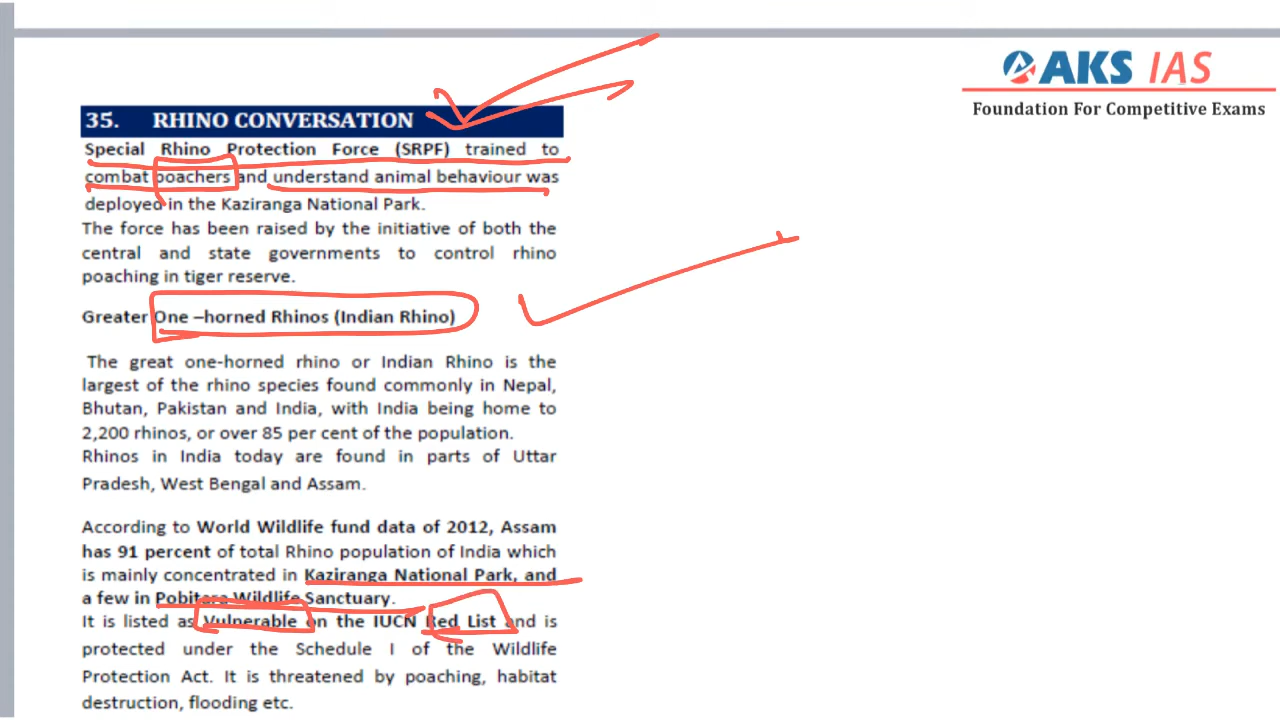 AKS IAS
Foundation For Competitive Exams
35. RHINO CONVERSATION
Special Rhino Protection Force (SRPF) trained to
combat poachers and understand animal behaviour was
deployed in the Kaziranga National Park.
The force has been raised by the initiative of both the
central and state governments to control rhino
poaching in tiger reserve.
Greater One –horned Rhinos (Indian Rhino)
The great one-horned rhino or Indian Rhino is the
largest of the rhino species found commonly in Nepal,
Bhutan, Pakistan and India, with India being home to
2,200 rhinos, or over 85 per cent of the population.
Rhinos in India today are found in parts of Uttar
Pradesh, West Bengal and Assam.
According to World Wildlife fund data of 2012, Assam
has 91 percent of total Rhino population of India which
is mainly concentrated in Kaziranga National Park, and
a few in Pobitara Wildlife Sanctuary.
It is listed as Vulnerable on the IUCN Red List and is
protected under the Schedule I of the Wildlife
Protection Act. It is threatened by poaching, habitat
destruction, flooding etc.